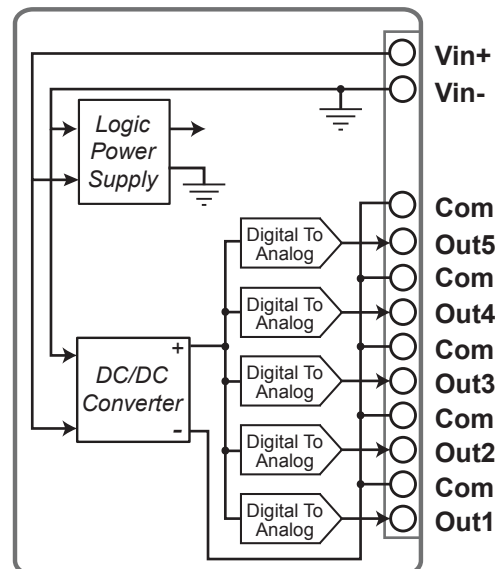 Vin+
Vin-
Logic
Power
Supply
Com
Digital To
Analog
Out5
Com
Digital To
Analog
Out4
Com
+
DC/DC
Converter
-
Digital To
Analog
Out3
Com
Digital To
Analog
Out2
Com
Digital To
Analog
Out1